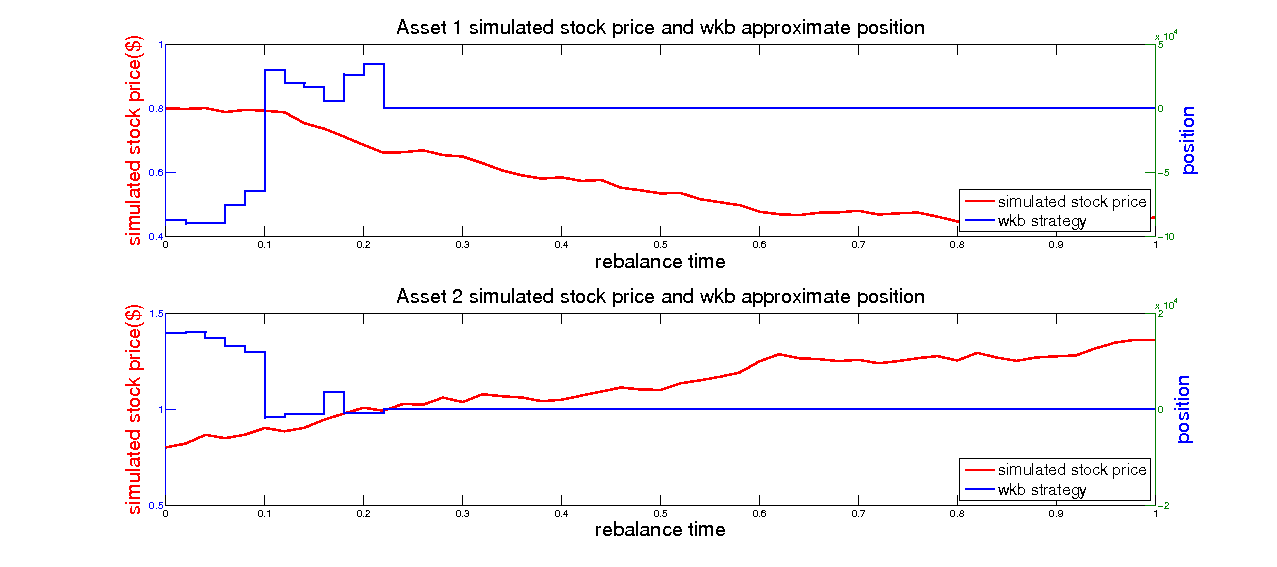 Asset 1 simulated stock price and wkb approximate position
x 10^4
simulated stock price($)
1
0.8
0.6
0.4
5
0
-5
-10
position
simulated stock price
wkb strategy
0 0.1 0.2 0.3 0.4 0.5 0.6 0.7 0.8 0.9 1
rebalance time
Asset 2 simulated stock price and wkb approximate position
x 10^4
simulated stock price($)
1.5
1
0.5
2
0
-2
position
simulated stock price
wkb strategy
0 0.1 0.2 0.3 0.4 0.5 0.6 0.7 0.8 0.9 1
rebalance time